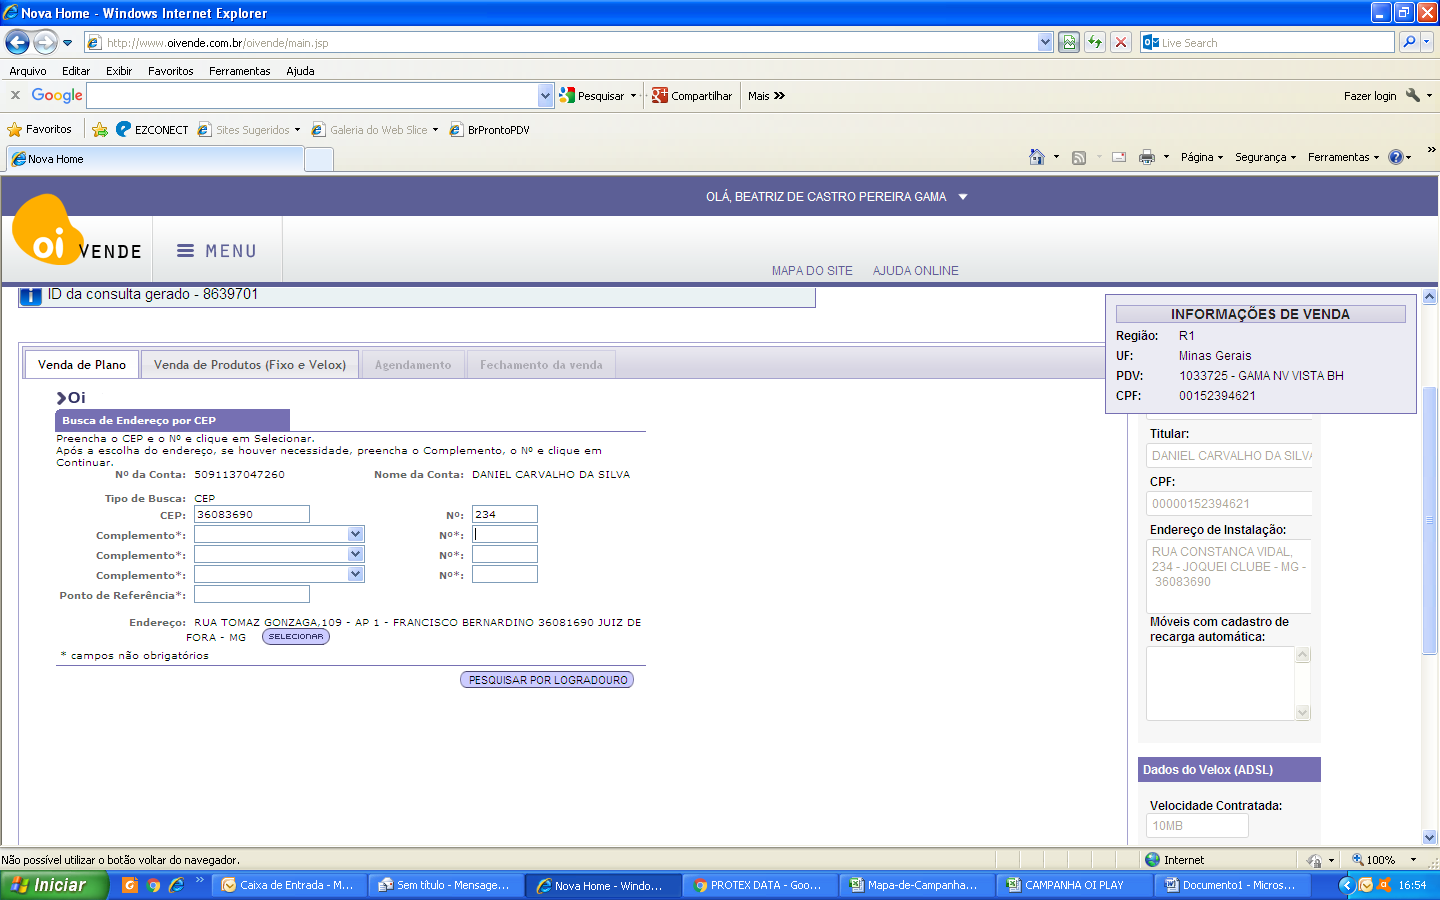 Nova Home - Windows Internet Explorer
http://www.oivende.com.br/oivende/main.jsp
Live Search
Arquivo Editar Exibir Favoritos Ferramentas Ajuda
x Google Pesquisar Compartilhar Mais » Fazer login
Favoritos EZCONECT Sites Sugeridos Galeria do Web Slice BrProntoPDV
Nova Home Página Segurança Ferramentas »
OLÁ, BEATRIZ DE CASTRO PEREIRA GAMA
oi VENDE MENU
MAPA DO SITE AJUDA ONLINE
ID da consulta gerado - 8639701
INFORMAÇÕES DE VENDA
Região: R1
UF: Minas Gerais
PDV: 1033725 - GAMA NV VISTA BH
CPF: 00152394621
Venda de Plano Venda de Produtos (Fixo e Velox) Agendamento Fechamento da venda
Oi
Busca de Endereço por CEP
Preencha o CEP e o Nº e clique em Selecionar.
Após a escolha do endereço, se houver necessidade, preencha o Complemento, o Nº e clique em
Continuar.
Nº da Conta: 5091137047260 Nome da Conta: DANIEL CARVALHO DA SILVA
Tipo de Busca: CEP
CEP: 36083690 Nº: 234
Complemento*: Nº*:
Complemento*: Nº*:
Complemento*: Nº*:
Ponto de Referência*:
Endereço: RUA TOMAZ GONZAGA,109 - AP 1 - FRANCISCO BERNARDINO 36081690 JUIZ DE
FORA - MG SELECIONAR
* campos não obrigatórios
PESQUISAR POR LOGRADOURO
Titular:
DANIEL CARVALHO DA SILVA
CPF:
00000152394621
Endereço de Instalação:
RUA CONSTANCA VIDAL,
234 - JOQUEI CLUBE - MG -
36083690
Móveis com cadastro de
recarga automática:
Dados do Velox (ADSL)
Velocidade Contratada:
10MB
Não possível utilizar o botão voltar do navegador. Internet 100%
Iniciar » Caixa de Entrada - M... Sem título - Mensage... Nova Home - Windo... PROTEX DATA - Goo... Mapa-de-Campanha... CAMPANHA OI PLAY Documento1 - Micros... 16:54